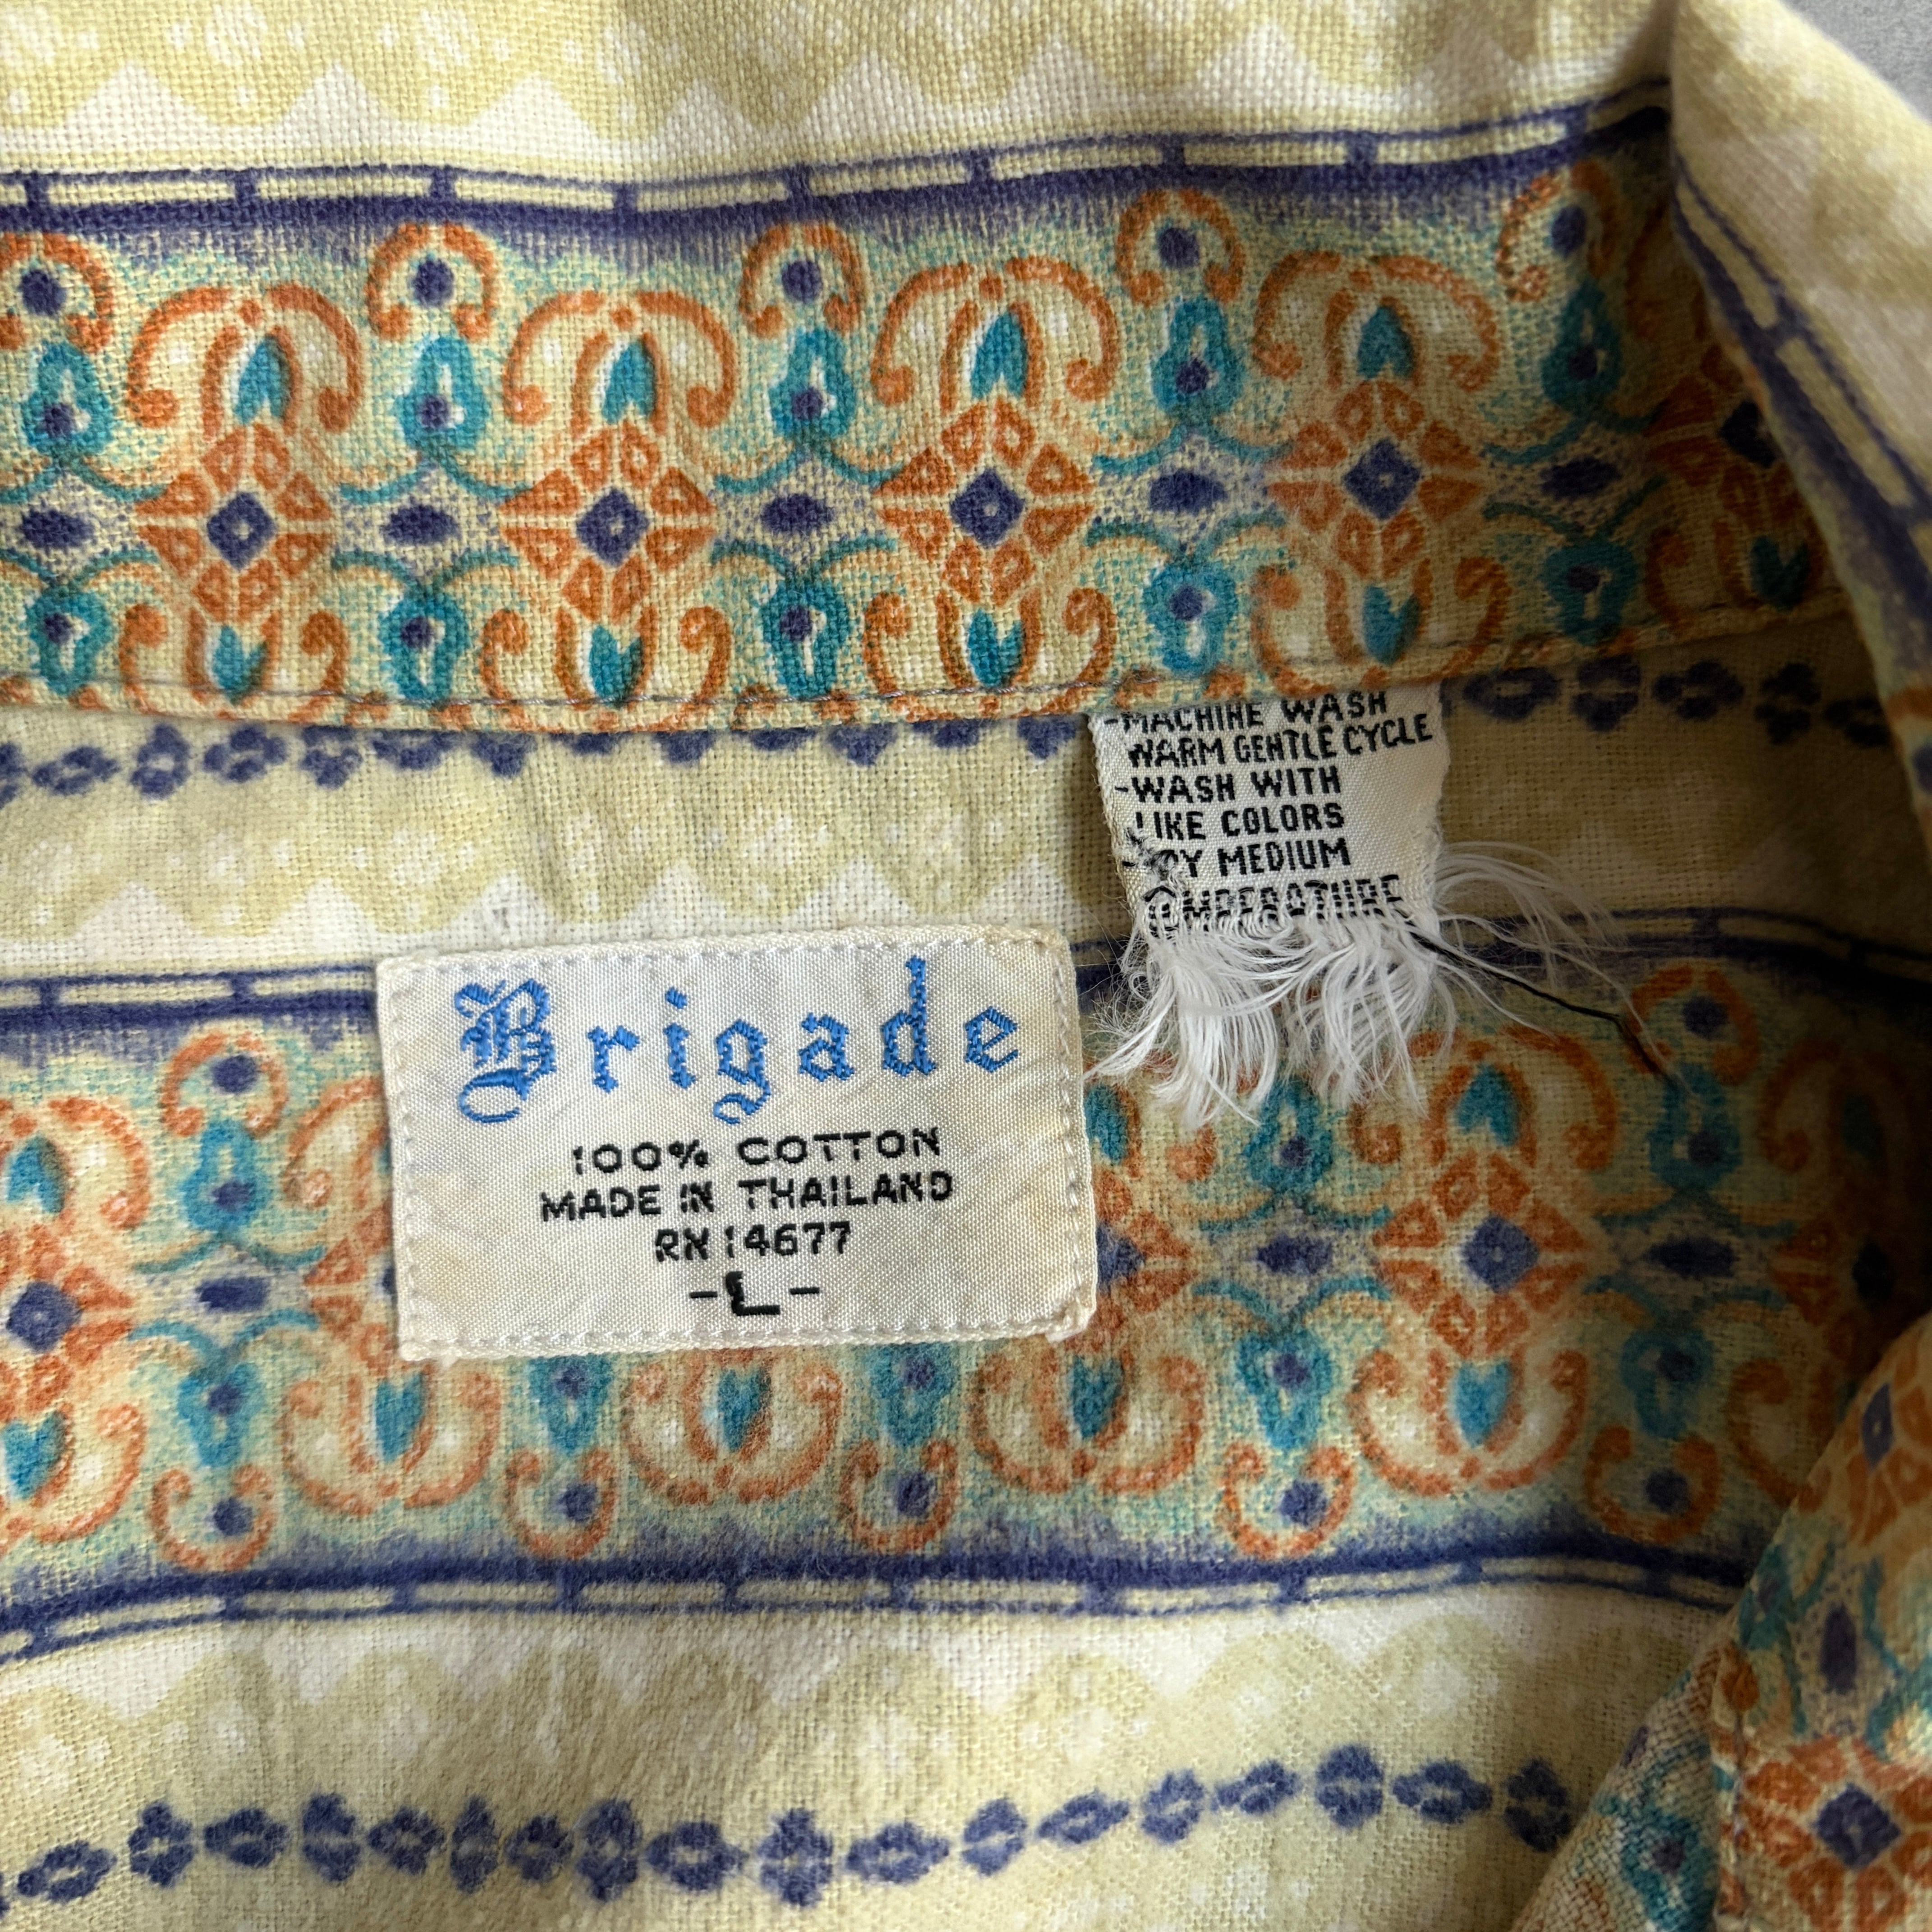 -MACHINE WASH
WARM GENTLE CYCLE
-WASH WITH
LIKE COLORS
MEDIUM
Brigade
100% COTTON
MADE IN THAILAND
RN 14677
-L-